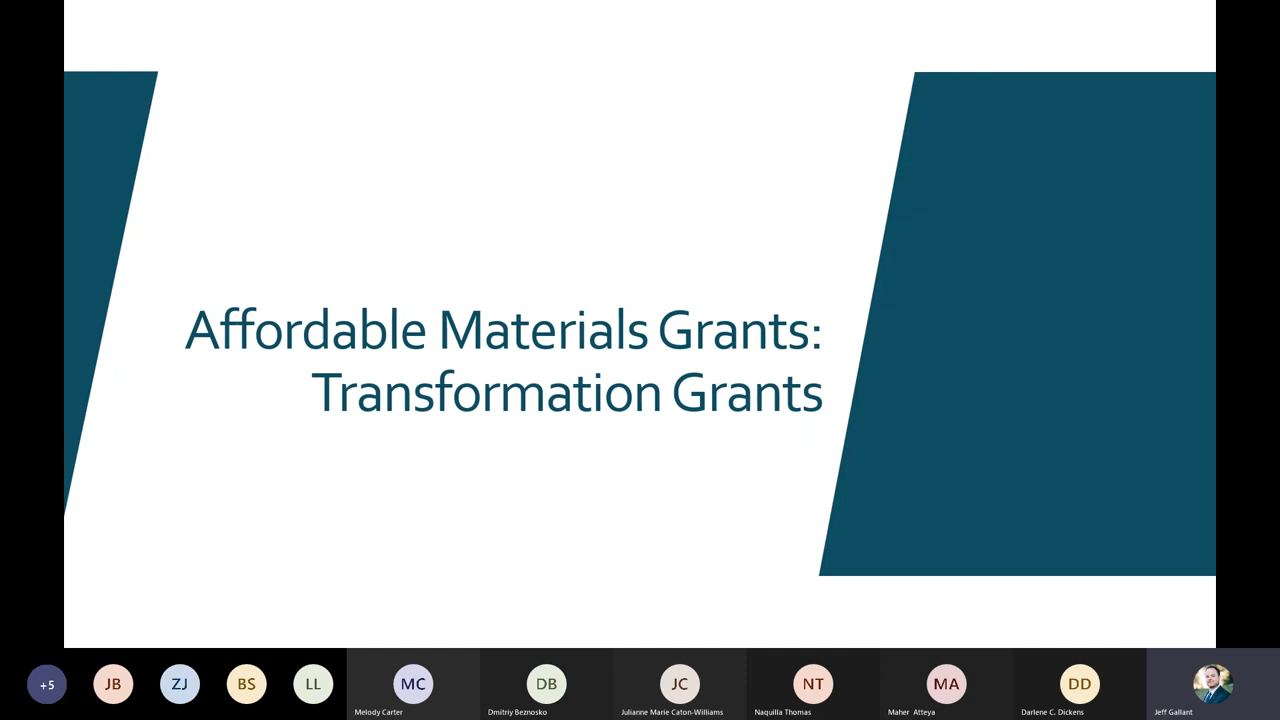 Affordable Materials Grants:
Transformation Grants
+5
JB
ZJ
BS
LL
MC
DB
JC
NT
MA
DD
Melody Carter
Dmitriy Beznosko
Julianne Marie Caton-Williams
Naquilla Thomas
Maher Atteya
Darlene C. Dickens
Jeff Gallant